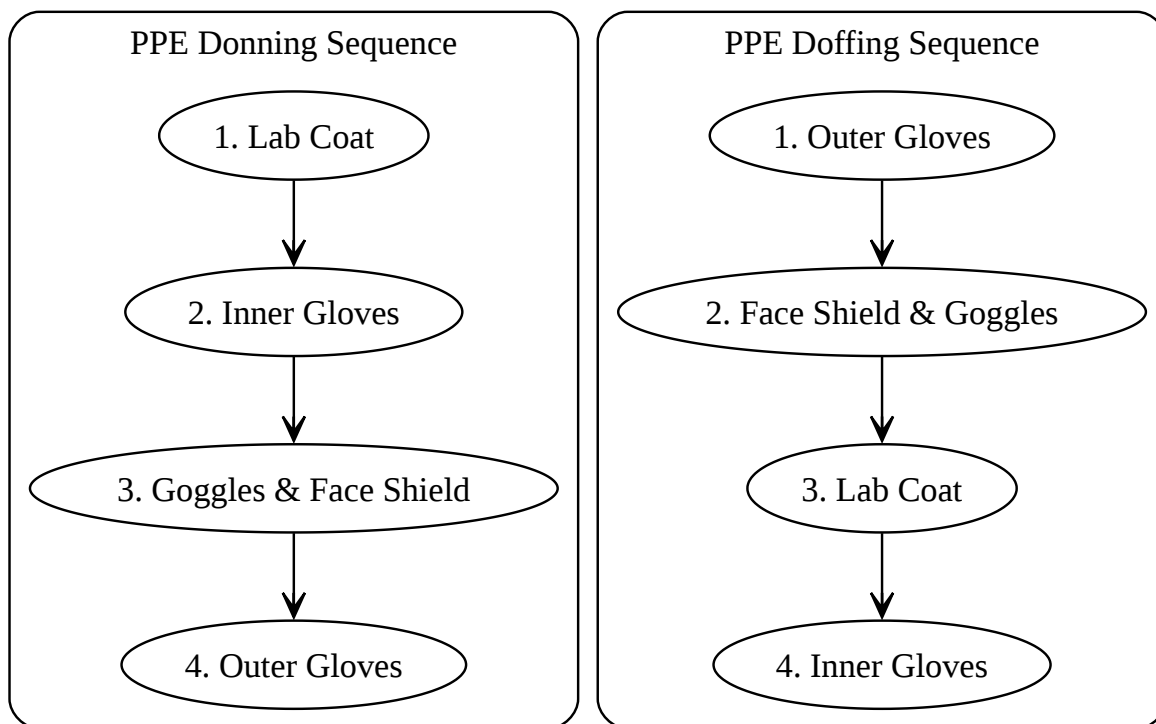 PPE Donning Sequence
1. Lab Coat
2. Inner Gloves
3. Goggles & Face Shield
4. Outer Gloves
PPE Doffing Sequence
1. Outer Gloves
2. Face Shield & Goggles
3. Lab Coat
4. Inner Gloves